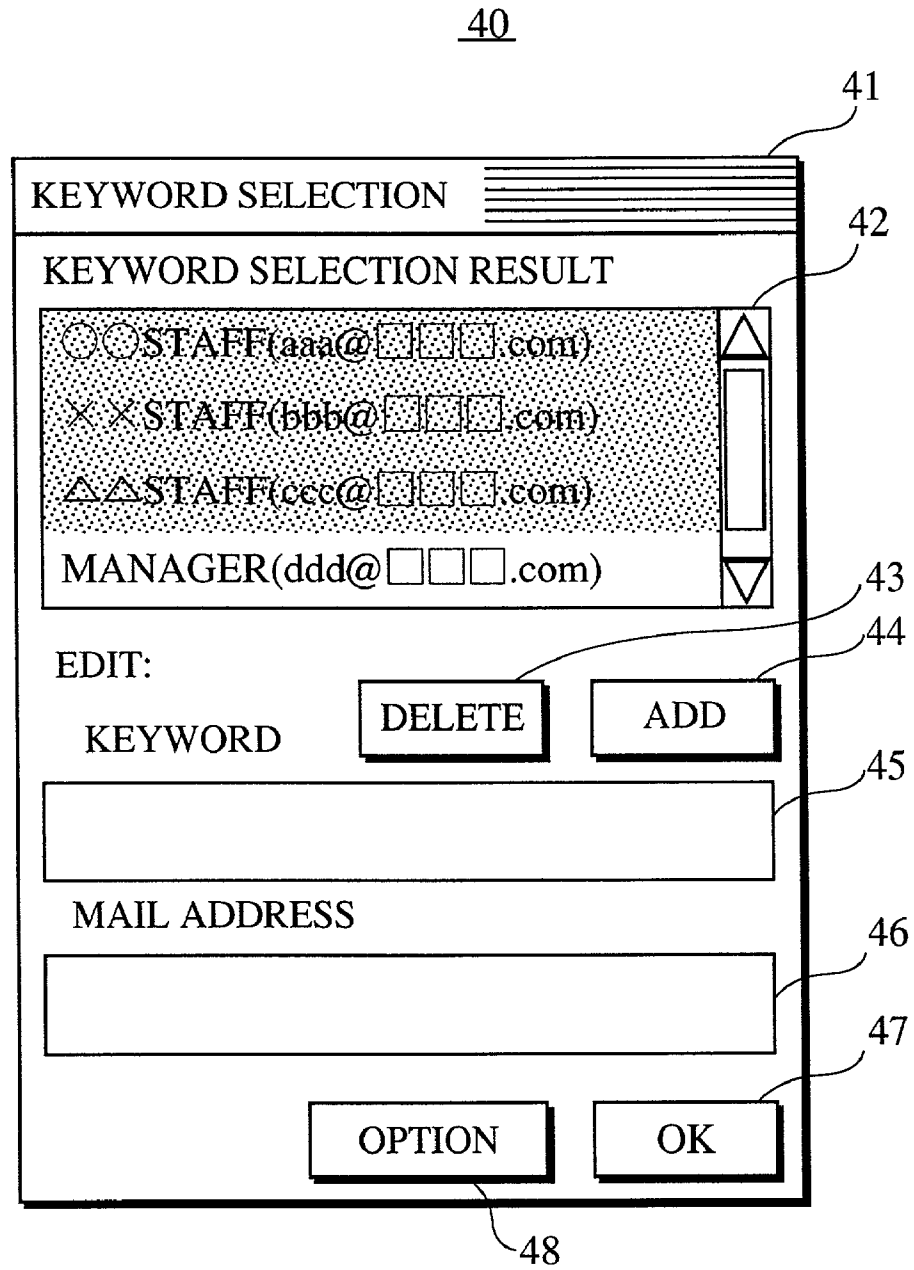 40
41
KEYWORD SELECTION
42
KEYWORD SELECTION RESULT
○○STAFF(aaa@□□□.com)
××STAFF(bbb@□□□.com)
△△STAFF(ccc@□□□.com)
MANAGER(ddd@□□□.com)
43
EDIT:
44
DELETE
ADD
KEYWORD
45
MAIL ADDRESS
46
47
OPTION
OK
48